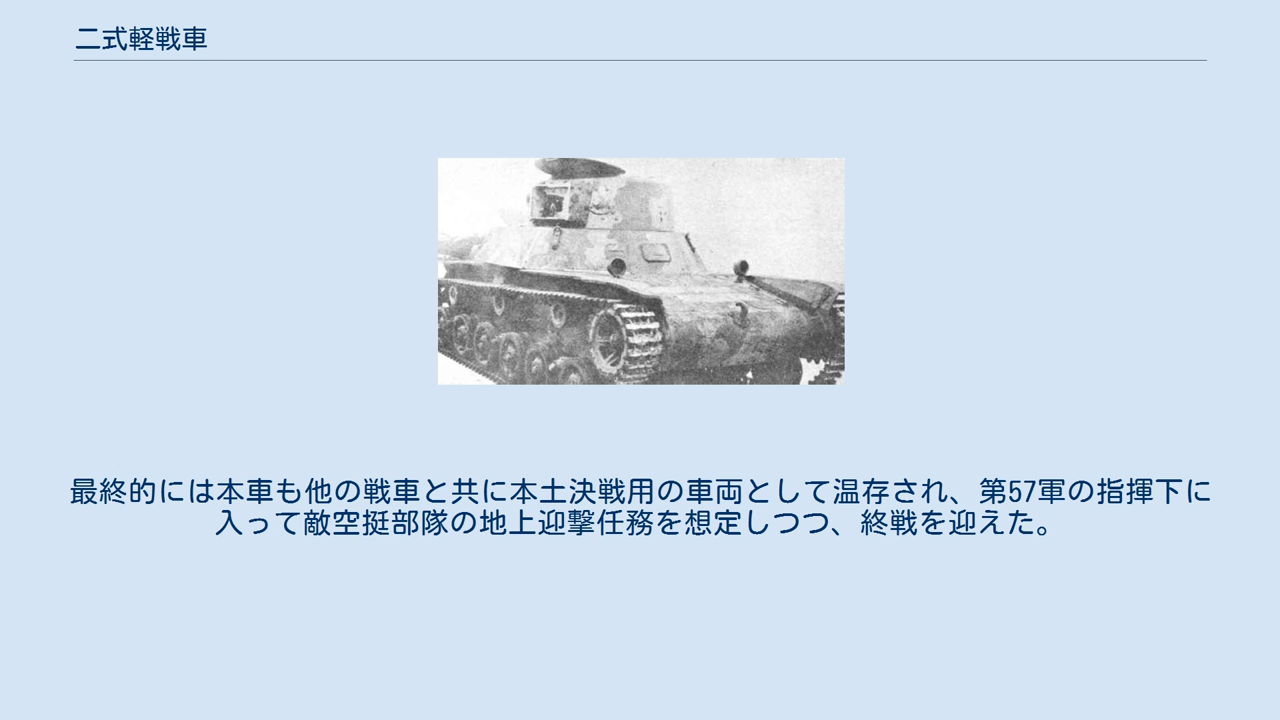 二式軽戦車
最終的には本車も他の戦車と共に本土決戦用の車両として温存され、第57軍の指揮下に
入って敵空挺部隊の地上迎撃任務を想定しつつ、終戦を迎えた。